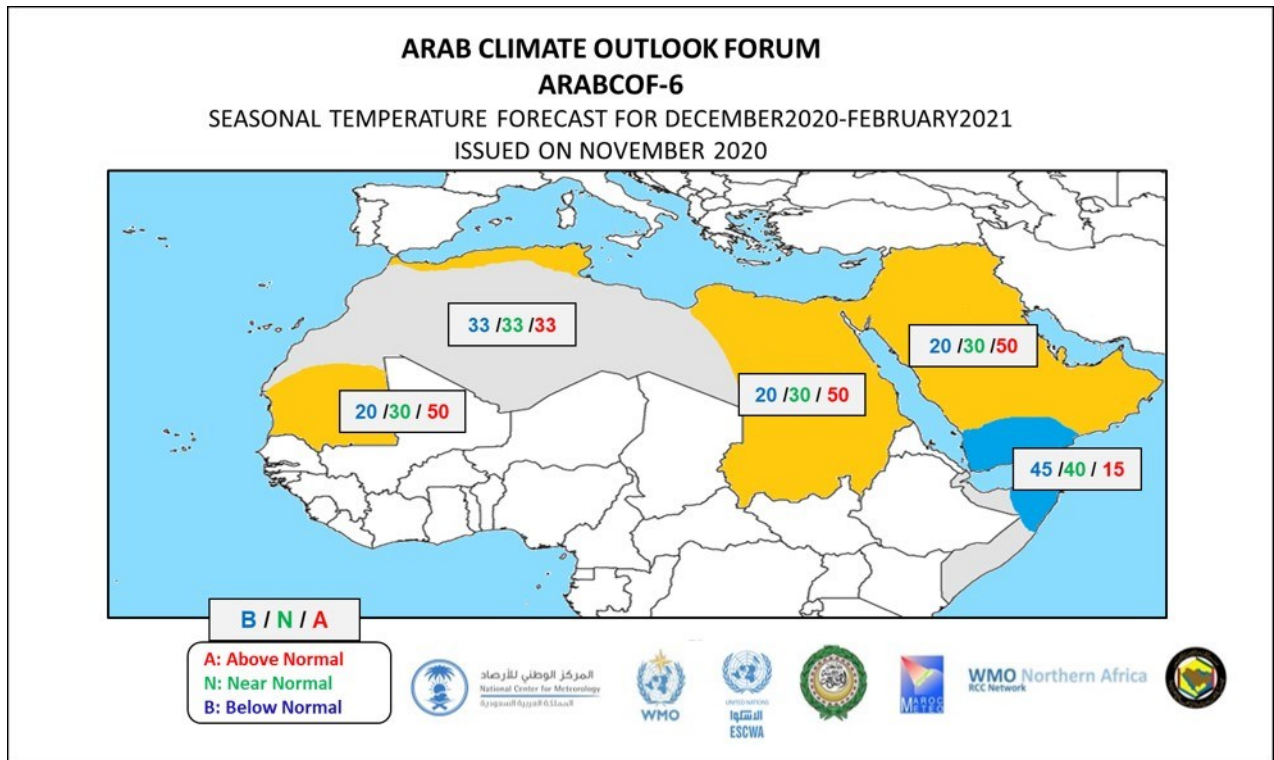 ARAB CLIMATE OUTLOOK FORUM
ARABCOF-6
SEASONAL TEMPERATURE FORECAST FOR DECEMBER2020-FEBRUARY2021
ISSUED ON NOVEMBER 2020
33 /33 /33
20 /30 /50
20 /30 / 50
20 /30 / 50
45 /40 / 15
B / N / A
A: Above Normal
N: Near Normal
B: Below Normal
المركز الوطني للأرصاد
National Center for Meteorology
المملكة العربية السعودية
WMO
UNITED NATIONS
الاسكوا
ESCWA
MAROC
METEO
WMO Northern Africa
RCC Network